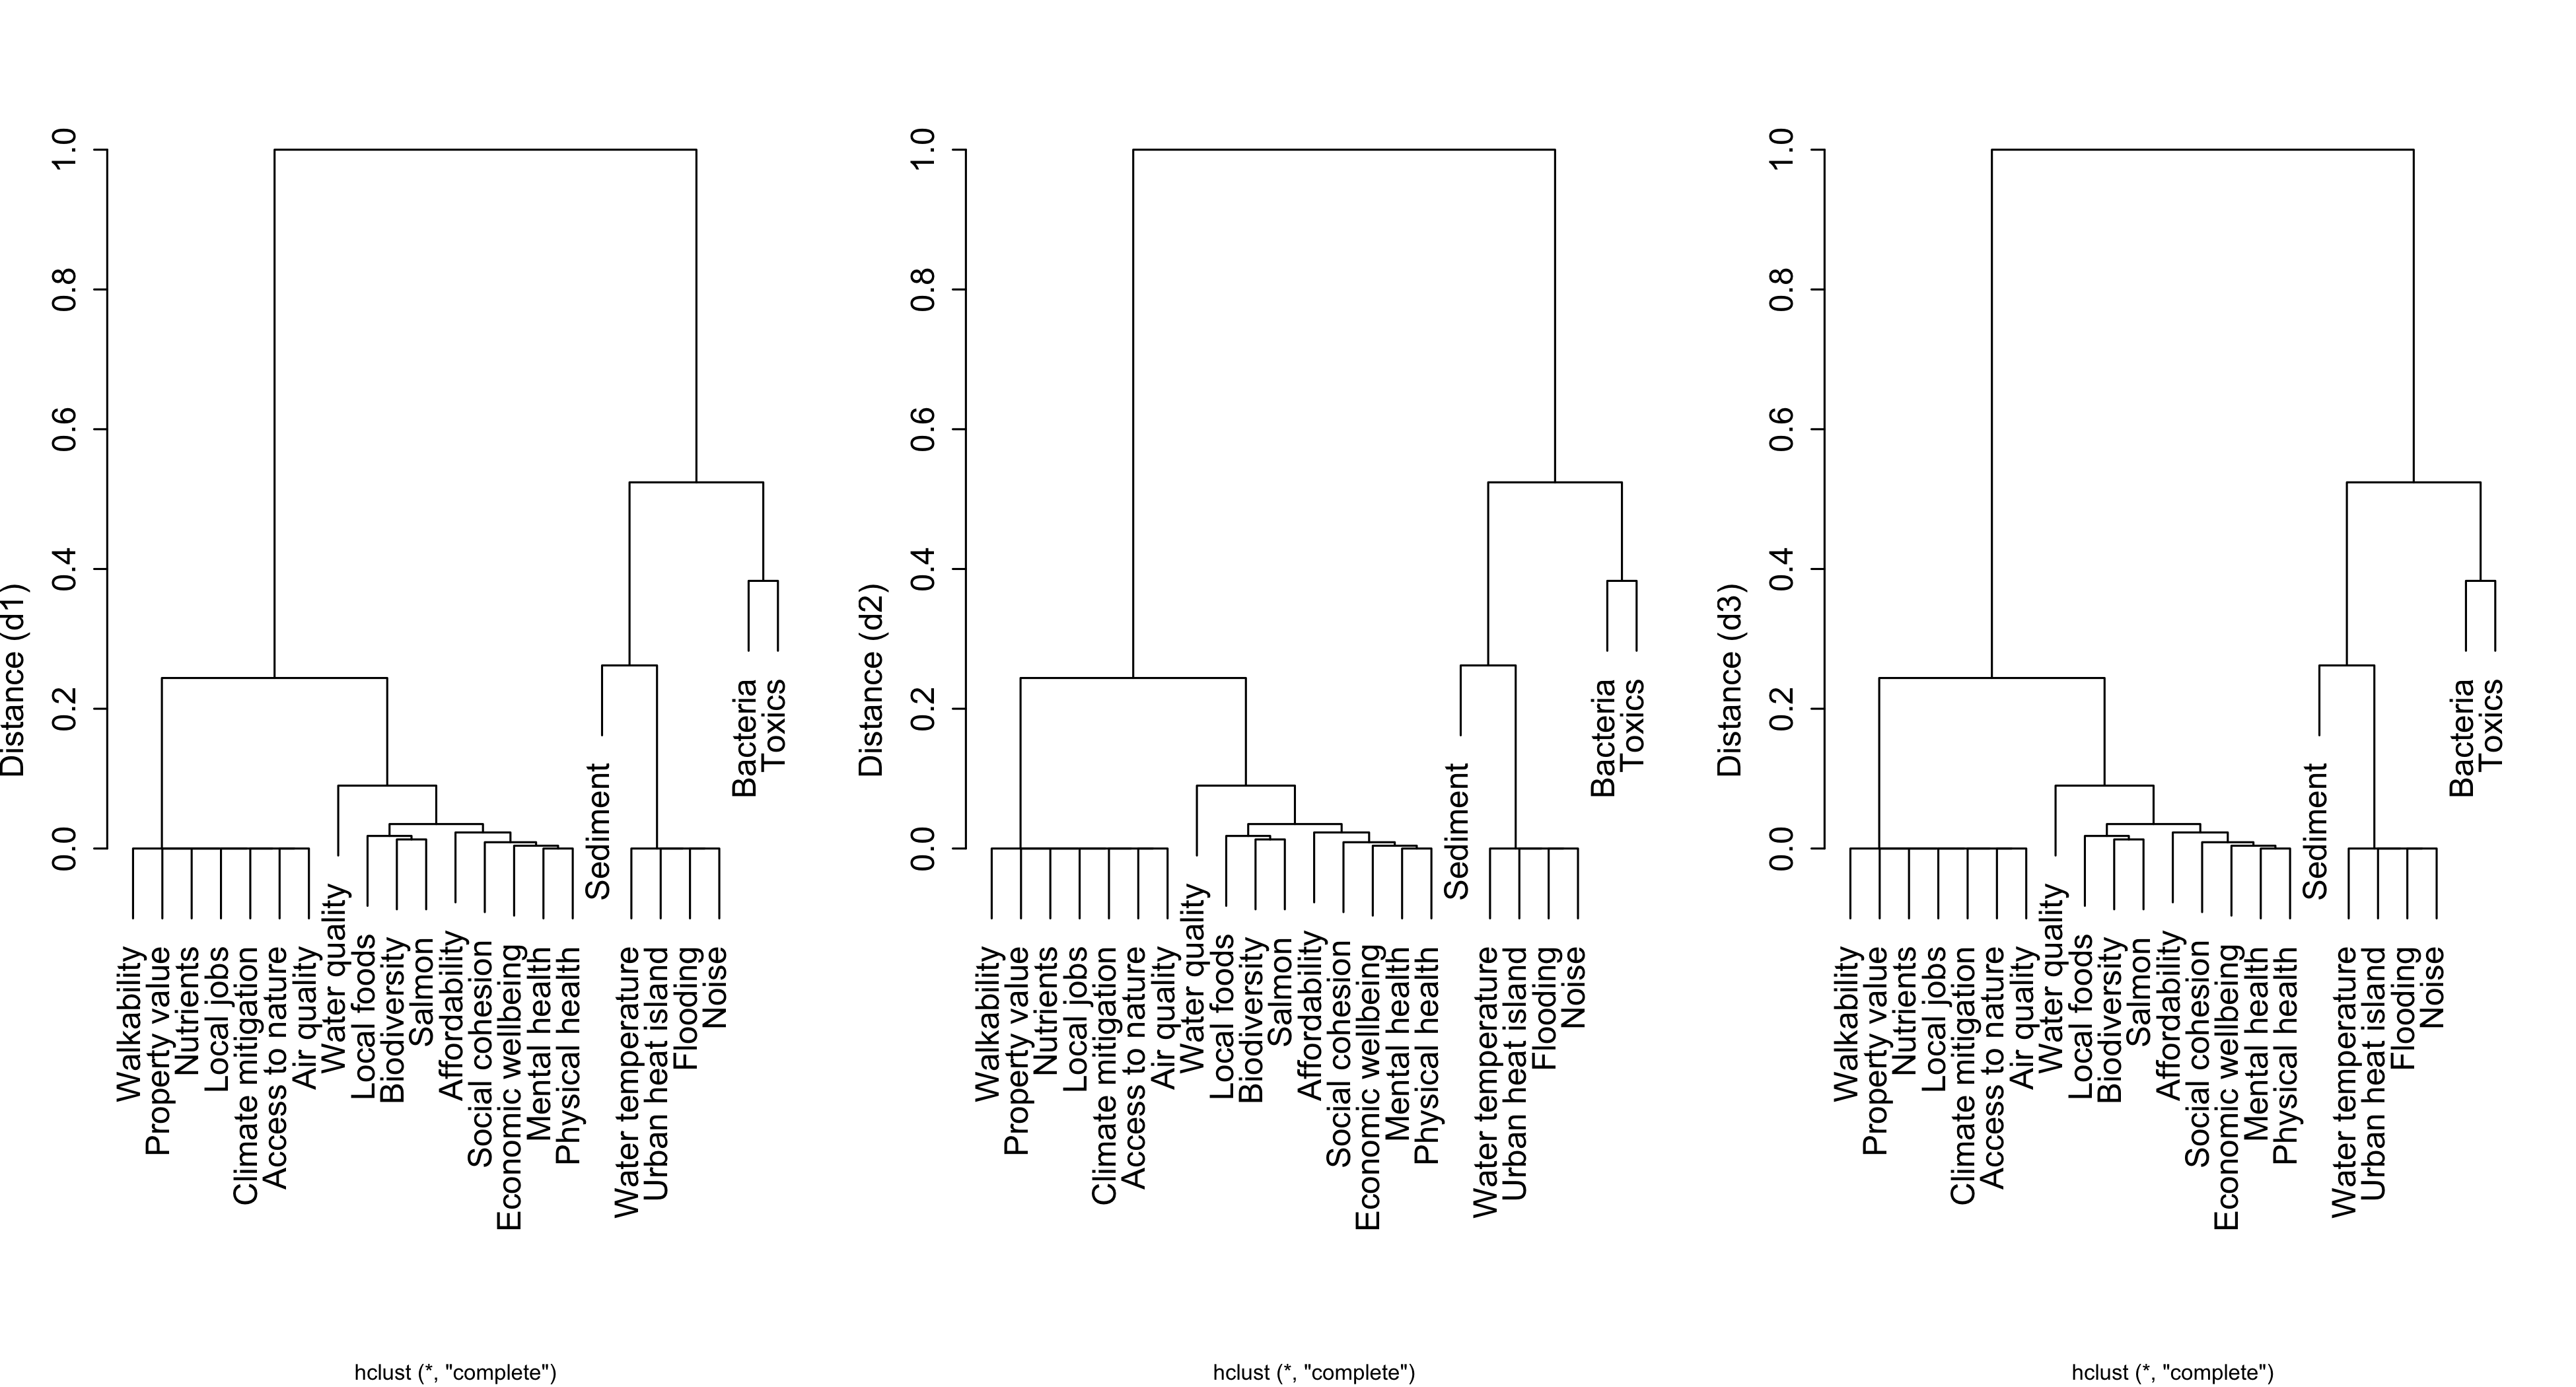 Distance (d1)
1.0
0.8
0.6
0.4
0.2
0.0
Walkability
Property value
Nutrients
Local jobs
Climate mitigation
Access to nature
Air quality
Water quality
Local foods
Biodiversity
Salmon
Affordability
Social cohesion
Economic wellbeing
Mental health
Physical health
Sediment
Water temperature
Urban heat island
Flooding
Noise
Bacteria
Toxics
hclust (*, "complete")
Distance (d2)
1.0
0.8
0.6
0.4
0.2
0.0
Walkability
Property value
Nutrients
Local jobs
Climate mitigation
Access to nature
Air quality
Water quality
Local foods
Biodiversity
Salmon
Affordability
Social cohesion
Economic wellbeing
Mental health
Physical health
Sediment
Water temperature
Urban heat island
Flooding
Noise
Bacteria
Toxics
hclust (*, "complete")
Distance (d3)
1.0
0.8
0.6
0.4
0.2
0.0
Walkability
Property value
Nutrients
Local jobs
Climate mitigation
Access to nature
Air quality
Water quality
Local foods
Biodiversity
Salmon
Affordability
Social cohesion
Economic wellbeing
Mental health
Physical health
Sediment
Water temperature
Urban heat island
Flooding
Noise
Bacteria
Toxics
hclust (*, "complete")